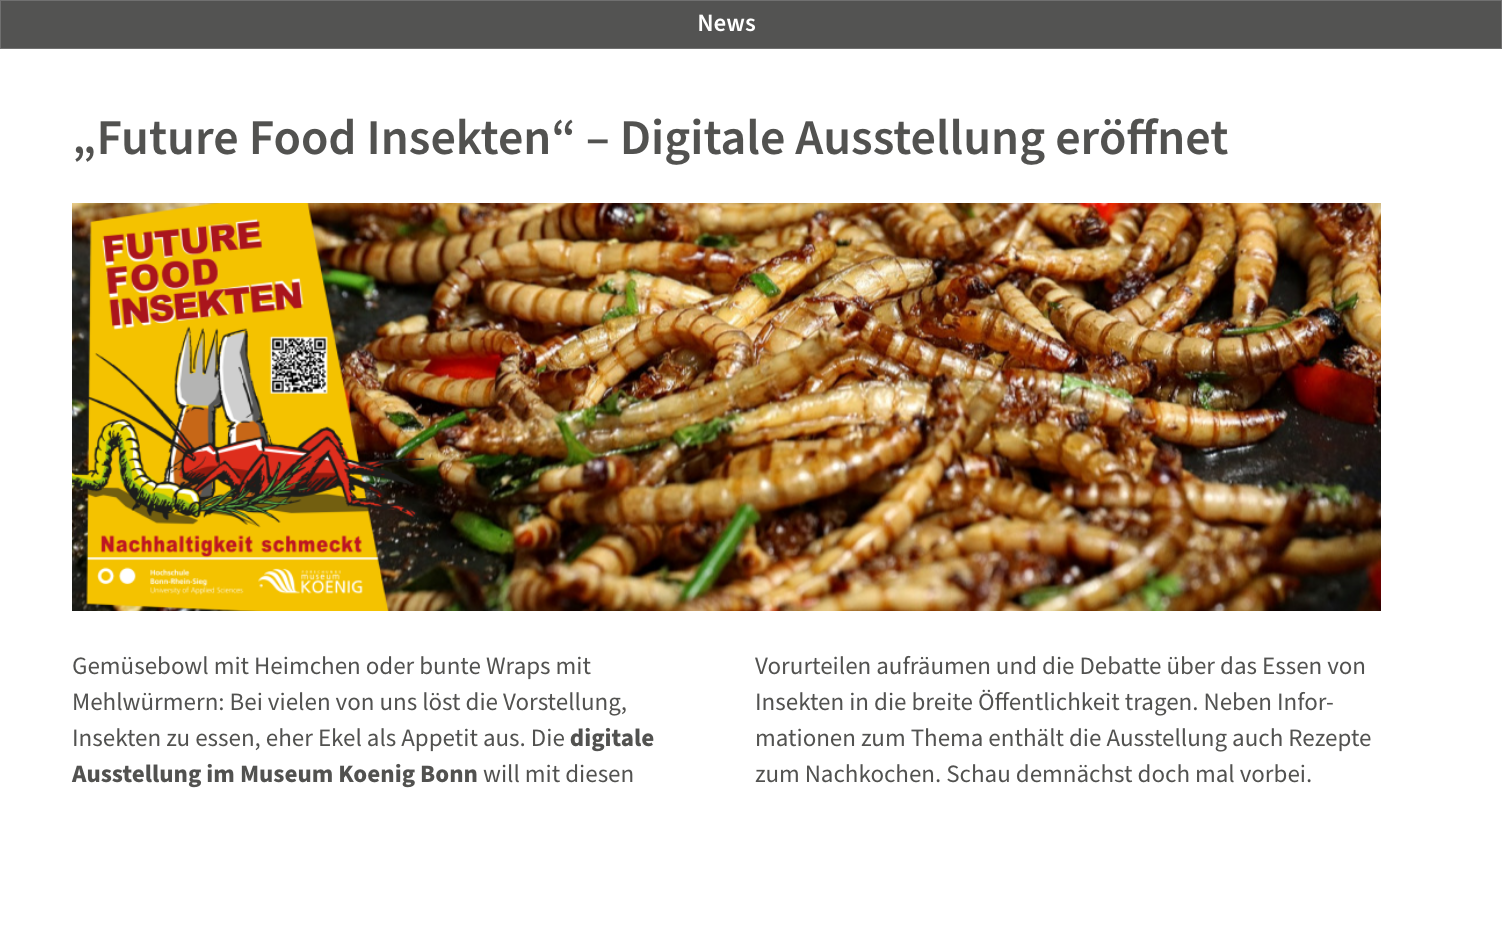 News
„Future Food Insekten“ – Digitale Ausstellung eröffnet
FUTURE
FOOD
INSEKTEN
Nachhaltigkeit schmeckt
Hochschule
Bonn-Rhein-Sieg
University of Applied Sciences
museum
KOENIG
Gemüsebowl mit Heimchen oder bunte Wraps mit
Mehlwürmern: Bei vielen von uns löst die Vorstellung,
Insekten zu essen, eher Ekel als Appetit aus. Die digitale
Ausstellung im Museum Koenig Bonn will mit diesen
Vorurteilen aufräumen und die Debatte über das Essen von
Insekten in die breite Öffentlichkeit tragen. Neben Infor-
mationen zum Thema enthält die Ausstellung auch Rezepte
zum Nachkochen. Schau demnächst doch mal vorbei.